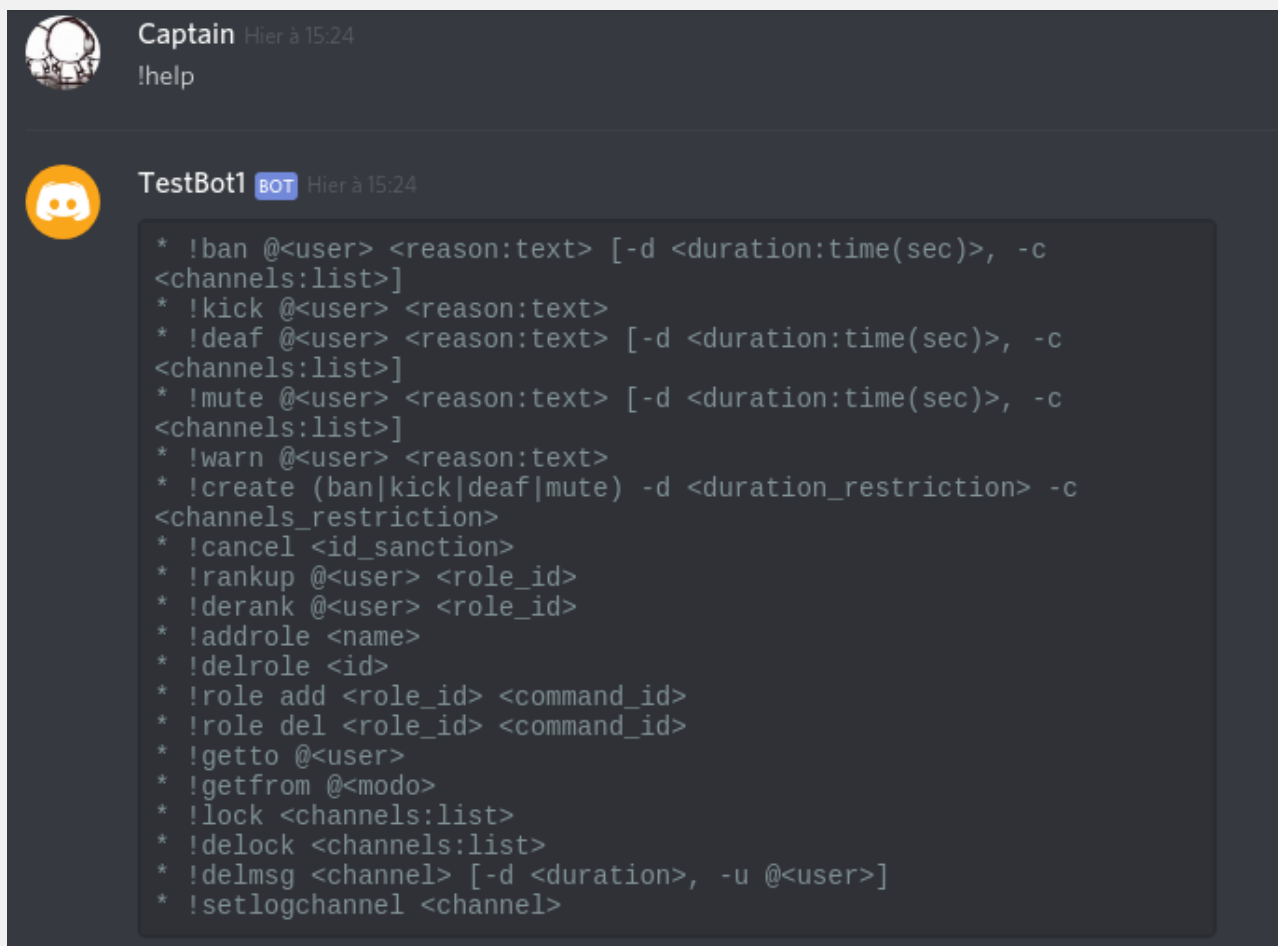 Captain Hier à 15:24
!help
TestBot1 BOT Hier à 15:24
* !ban @<user> <reason:text> [-d <duration:time(sec)>, -c
<channels:list>]
* !kick @<user> <reason:text>
* !deaf @<user> <reason:text> [-d <duration:time(sec)>, -c
<channels:list>]
* !mute @<user> <reason:text> [-d <duration:time(sec)>, -c
<channels:list>]
* !warn @<user> <reason:text>
* !create (ban|kick|deaf|mute) -d <duration_restriction> -c
<channels_restriction>
* !cancel <id_sanction>
* !rankup @<user> <role_id>
* !derank @<user> <role_id>
* !addrole <name>
* !delrole <id>
* !role add <role_id> <command_id>
* !role del <role_id> <command_id>
* !getto @<user>
* !getfrom @<modo>
* !lock <channels:list>
* !delock <channels:list>
* !delmsg <channel> [-d <duration>, -u @<user>]
* !setlogchannel <channel>